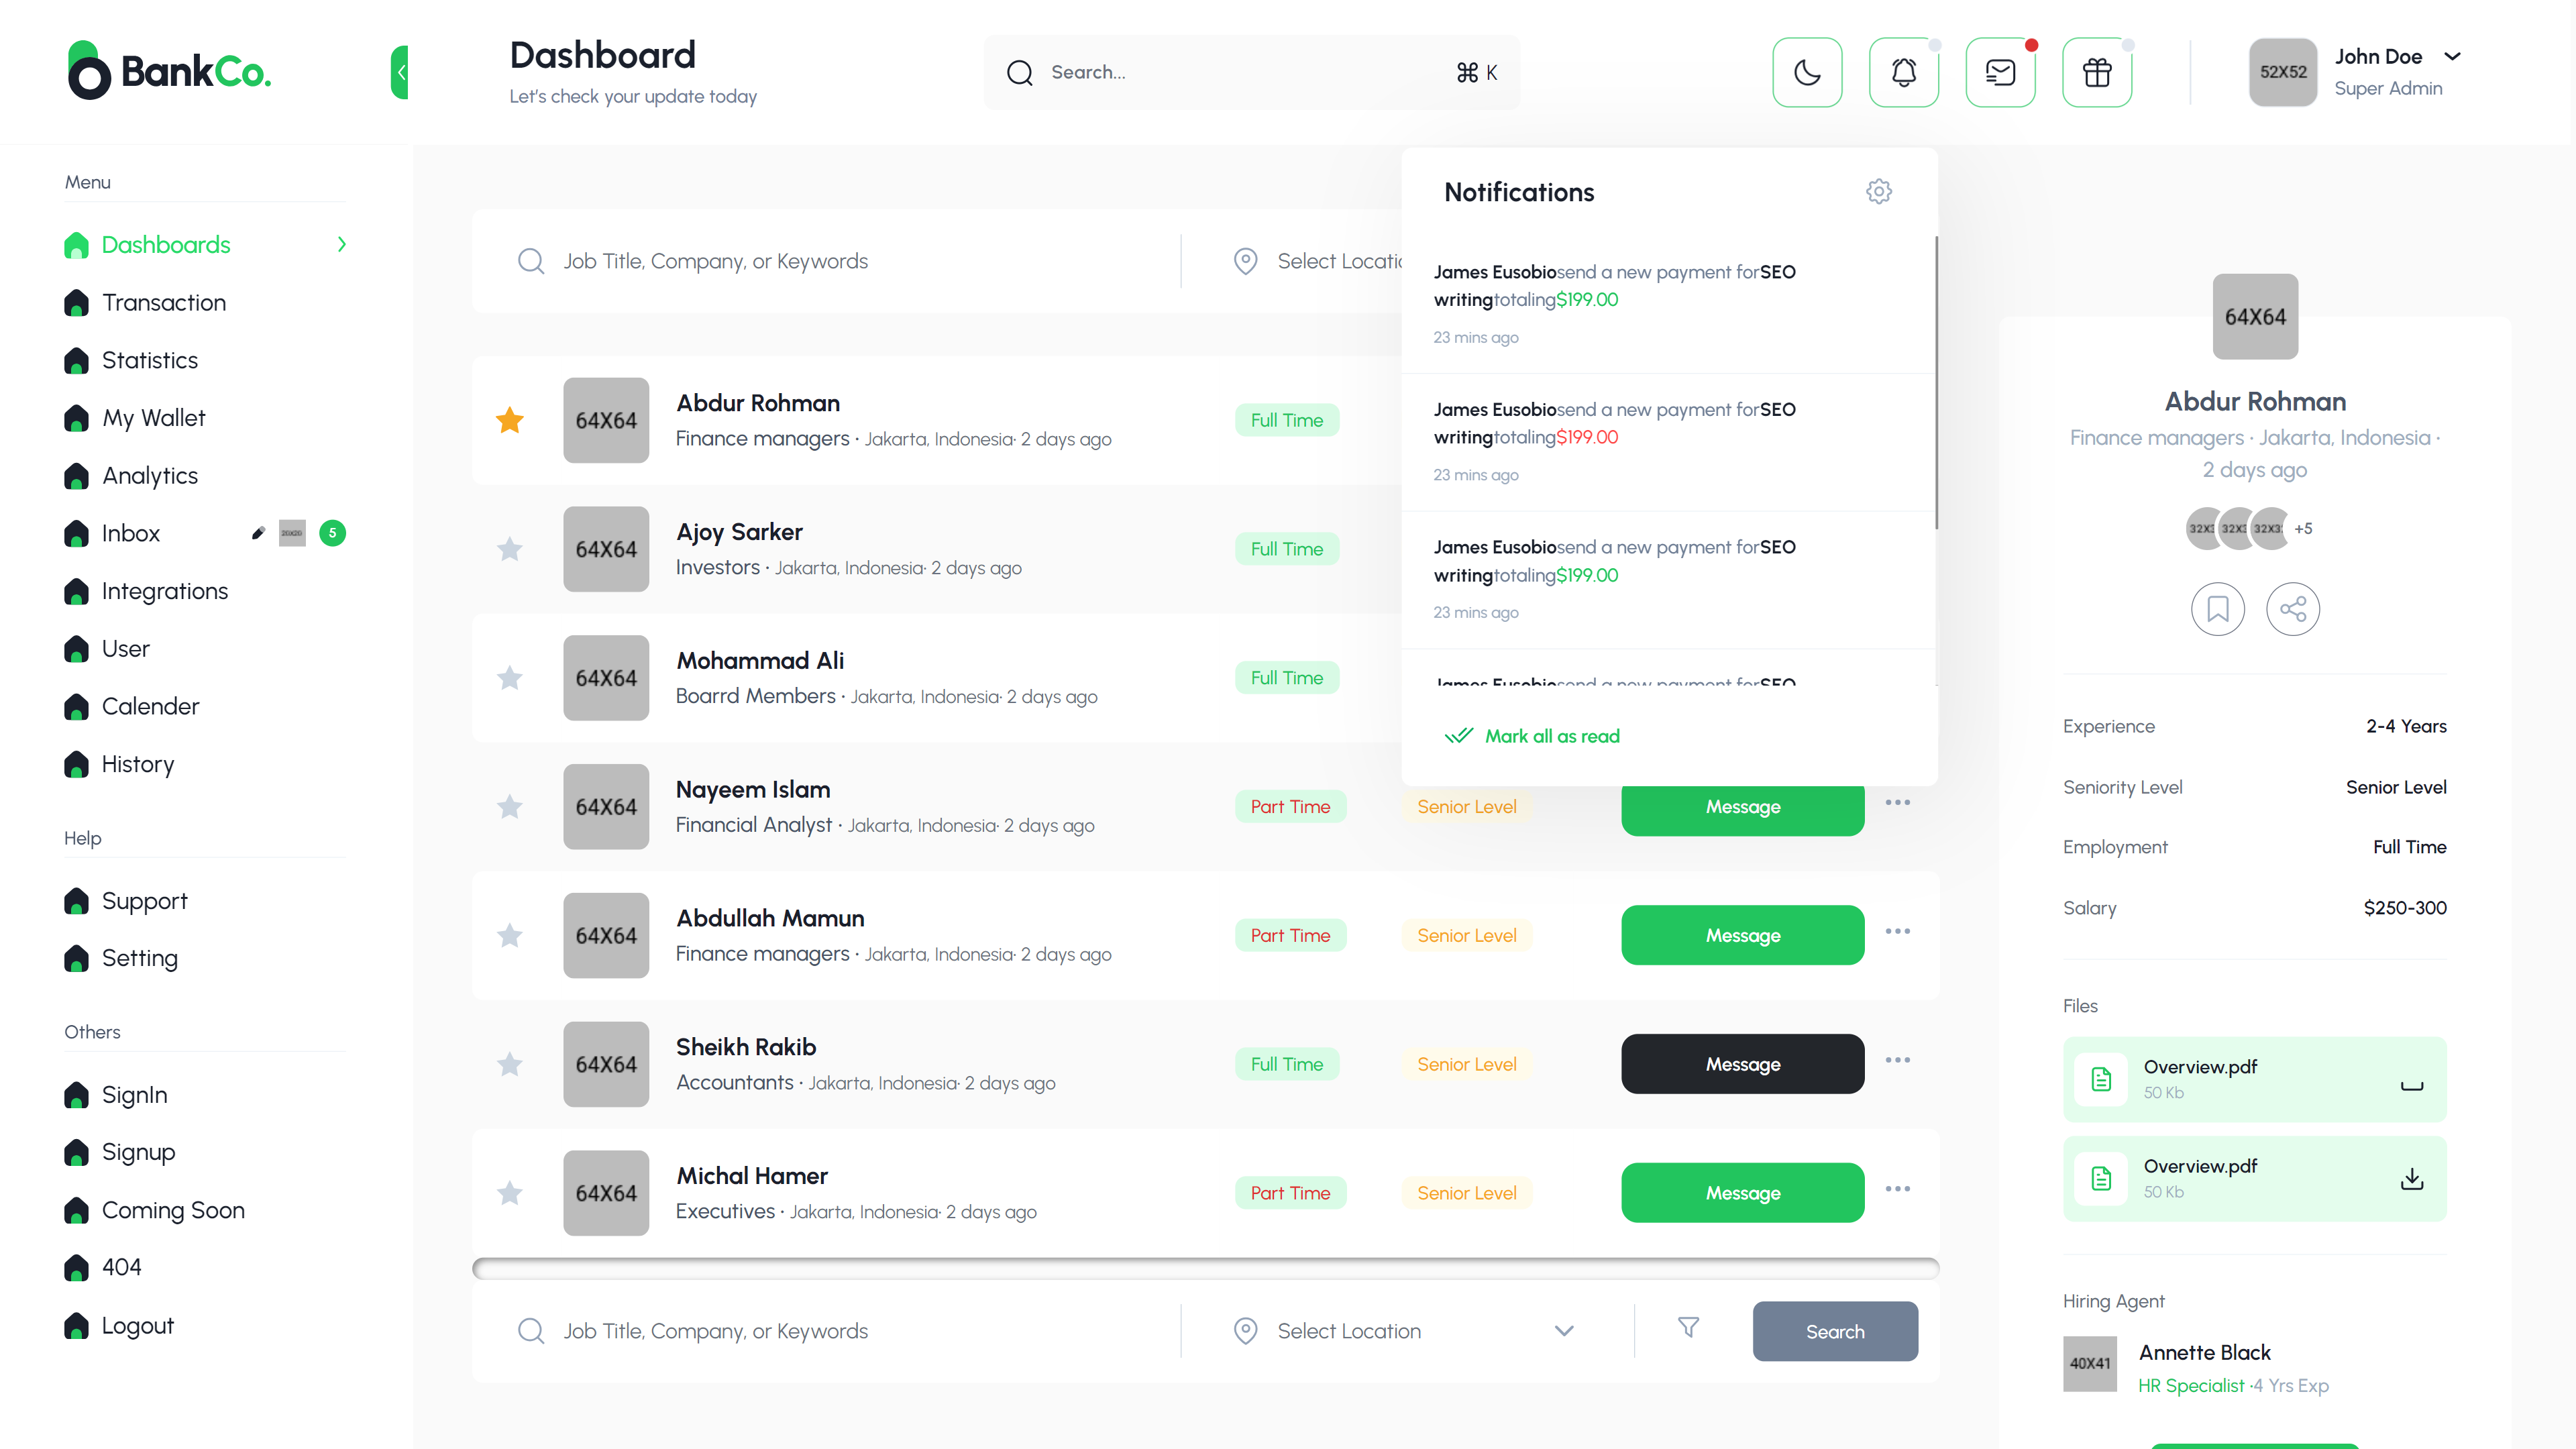 BankCo.
Dashboard
Let's check your update today
Search...
⌘ K
52X52
John Doe
Super Admin
Menu
Dashboards
Transaction
Statistics
My Wallet
Analytics
Inbox
5
Integrations
User
Calender
History
Help
Support
Setting
Others
SignIn
Signup
Coming Soon
404
Logout
Job Title, Company, or Keywords
Select Locatio
64X64
Abdur Rohman
Finance managers · Jakarta, Indonesia· 2 days ago
Full Time
64X64
Ajoy Sarker
Investors · Jakarta, Indonesia· 2 days ago
Full Time
64X64
Mohammad Ali
Boarrd Members · Jakarta, Indonesia· 2 days ago
Full Time
64X64
Nayeem Islam
Financial Analyst · Jakarta, Indonesia· 2 days ago
Part Time
Senior Level
Message
64X64
Abdullah Mamun
Finance managers · Jakarta, Indonesia· 2 days ago
Part Time
Senior Level
Message
64X64
Sheikh Rakib
Accountants · Jakarta, Indonesia· 2 days ago
Full Time
Senior Level
Message
64X64
Michal Hamer
Executives · Jakarta, Indonesia· 2 days ago
Part Time
Senior Level
Message
Job Title, Company, or Keywords
Select Location
Search
Notifications
James Eusobiosend a new payment forSEO
writingtotaling$199.00
23 mins ago
James Eusobiosend a new payment forSEO
writingtotaling$199.00
23 mins ago
James Eusobiosend a new payment forSEO
writingtotaling$199.00
23 mins ago
James Eusobiosend a new payment forSEO
Mark all as read
64X64
Abdur Rohman
Finance managers · Jakarta, Indonesia ·
2 days ago
32X3
32X3
32X3
+5
Experience
2-4 Years
Seniority Level
Senior Level
Employment
Full Time
Salary
$250-300
Files
Overview.pdf
50 Kb
Overview.pdf
50 Kb
Hiring Agent
40X41
Annette Black
HR Specialist ·4 Yrs Exp